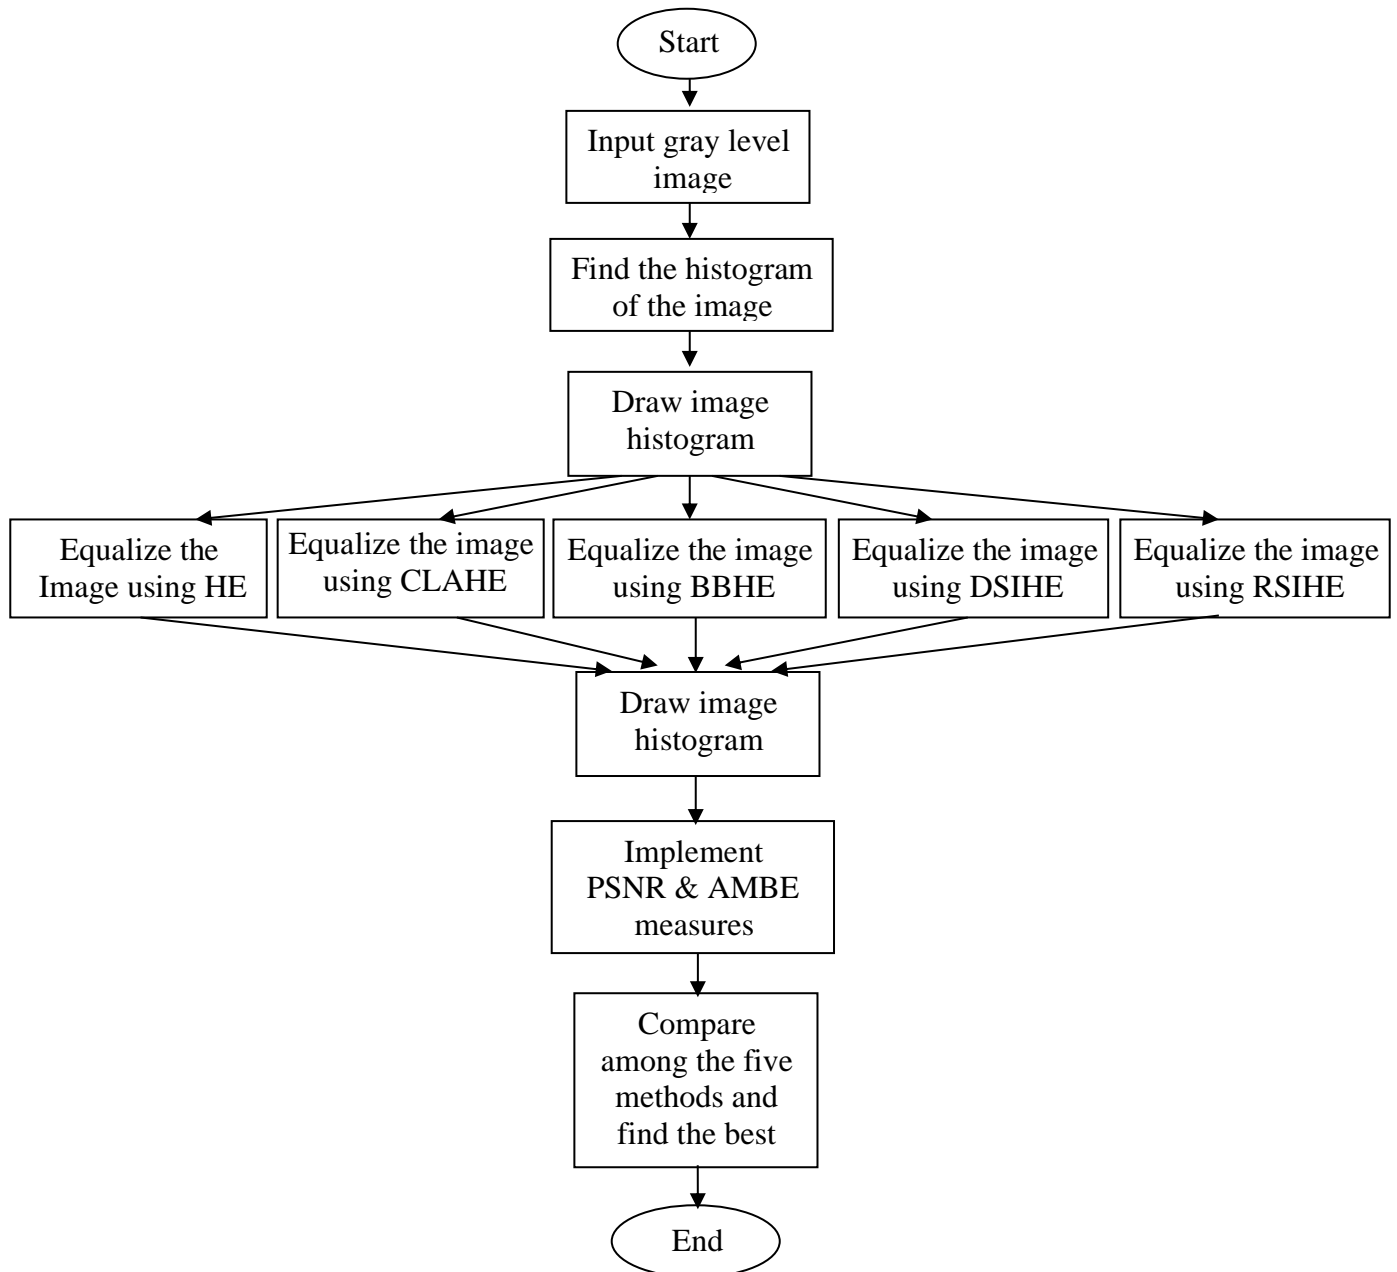 Start
Input gray level
image
Find the histogram
of the image
Draw image
histogram
Equalize the
Image using HE
Equalize the image
using CLAHE
Equalize the image
using BBHE
Equalize the image
using DSIHE
Equalize the image
using RSIHE
Draw image
histogram
Implement
PSNR & AMBE
measures
Compare
among the five
methods and
find the best
End